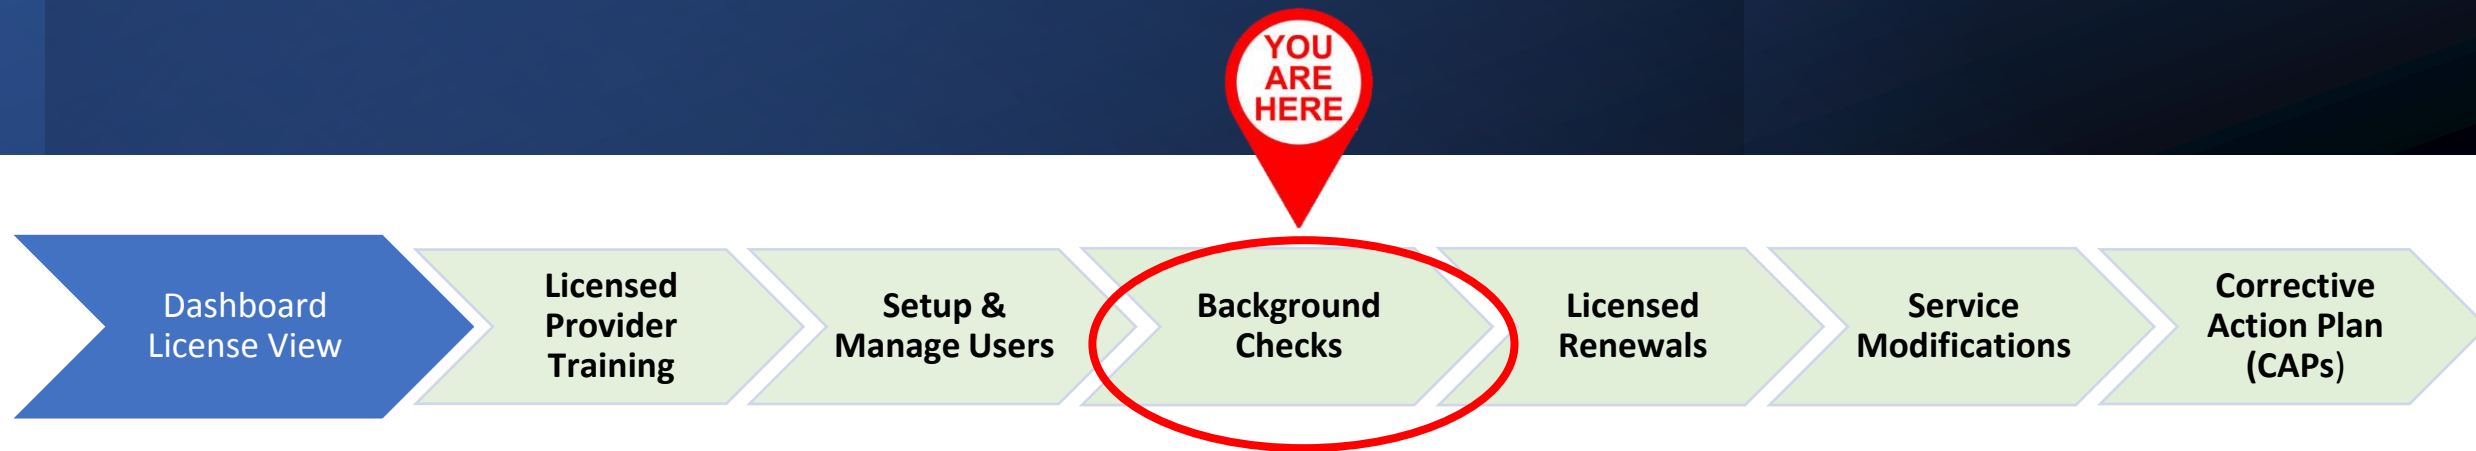 YOU
ARE
HERE
Dashboard
License View
Licensed
Provider
Training
Setup &
Manage Users
Background
Checks
Licensed
Renewals
Service
Modifications
Corrective
Action Plan
(CAPs)